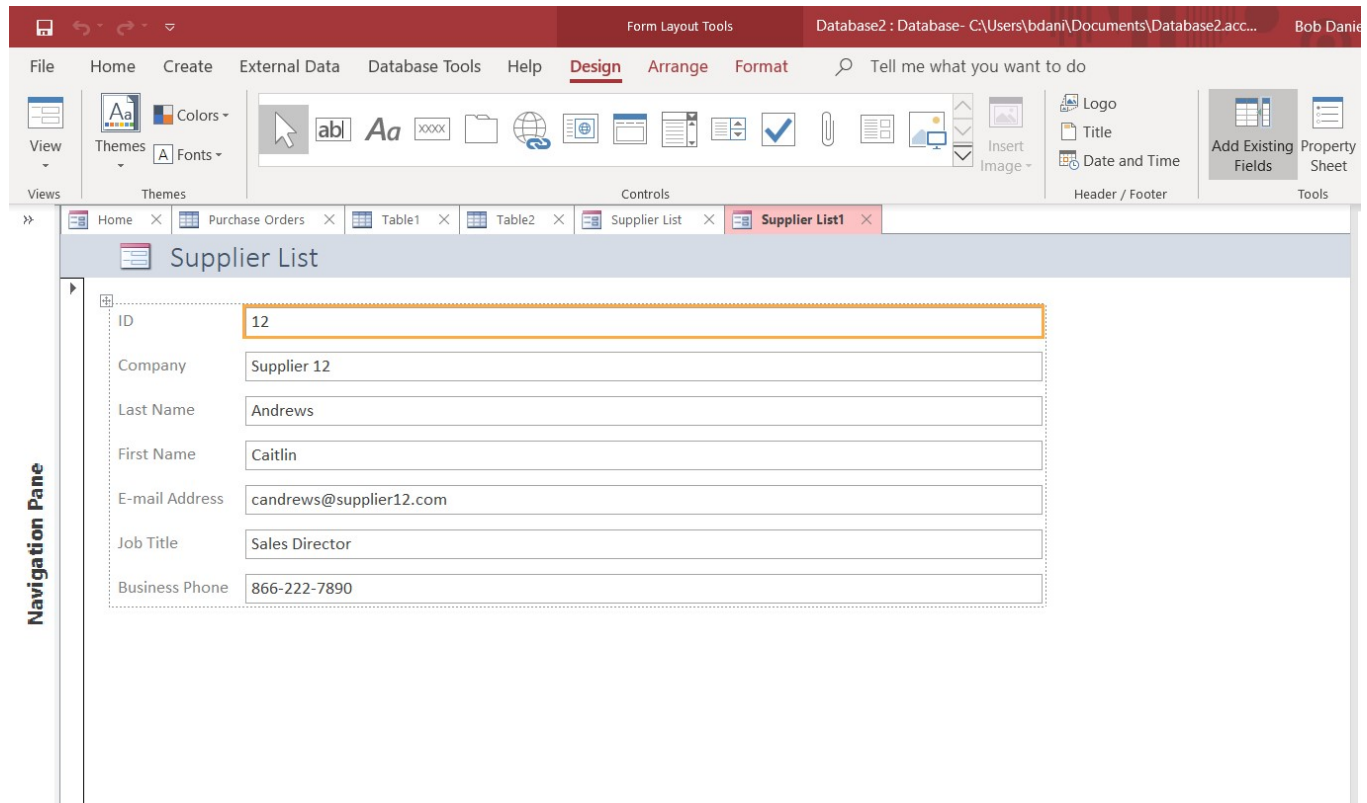 Form Layout Tools Database2 : Database- C:\Users\bdani\Documents\Database2.acc... Bob Danie
File Home Create External Data Database Tools Help Design Arrange Format Tell me what you want to do
View
Views
Aa
Themes
Colors
A Fonts
Themes
ab Aa xxxx
Insert
Image
Controls
Logo
Title
Date and Time
Header / Footer
Add Existing
Fields
Property
Sheet
Tools
Home Purchase Orders Table1 Table2 Supplier List Supplier List1
Navigation Pane
Supplier List
ID 12
Company Supplier 12
Last Name Andrews
First Name Caitlin
E-mail Address candrews@supplier12.com
Job Title Sales Director
Business Phone 866-222-7890